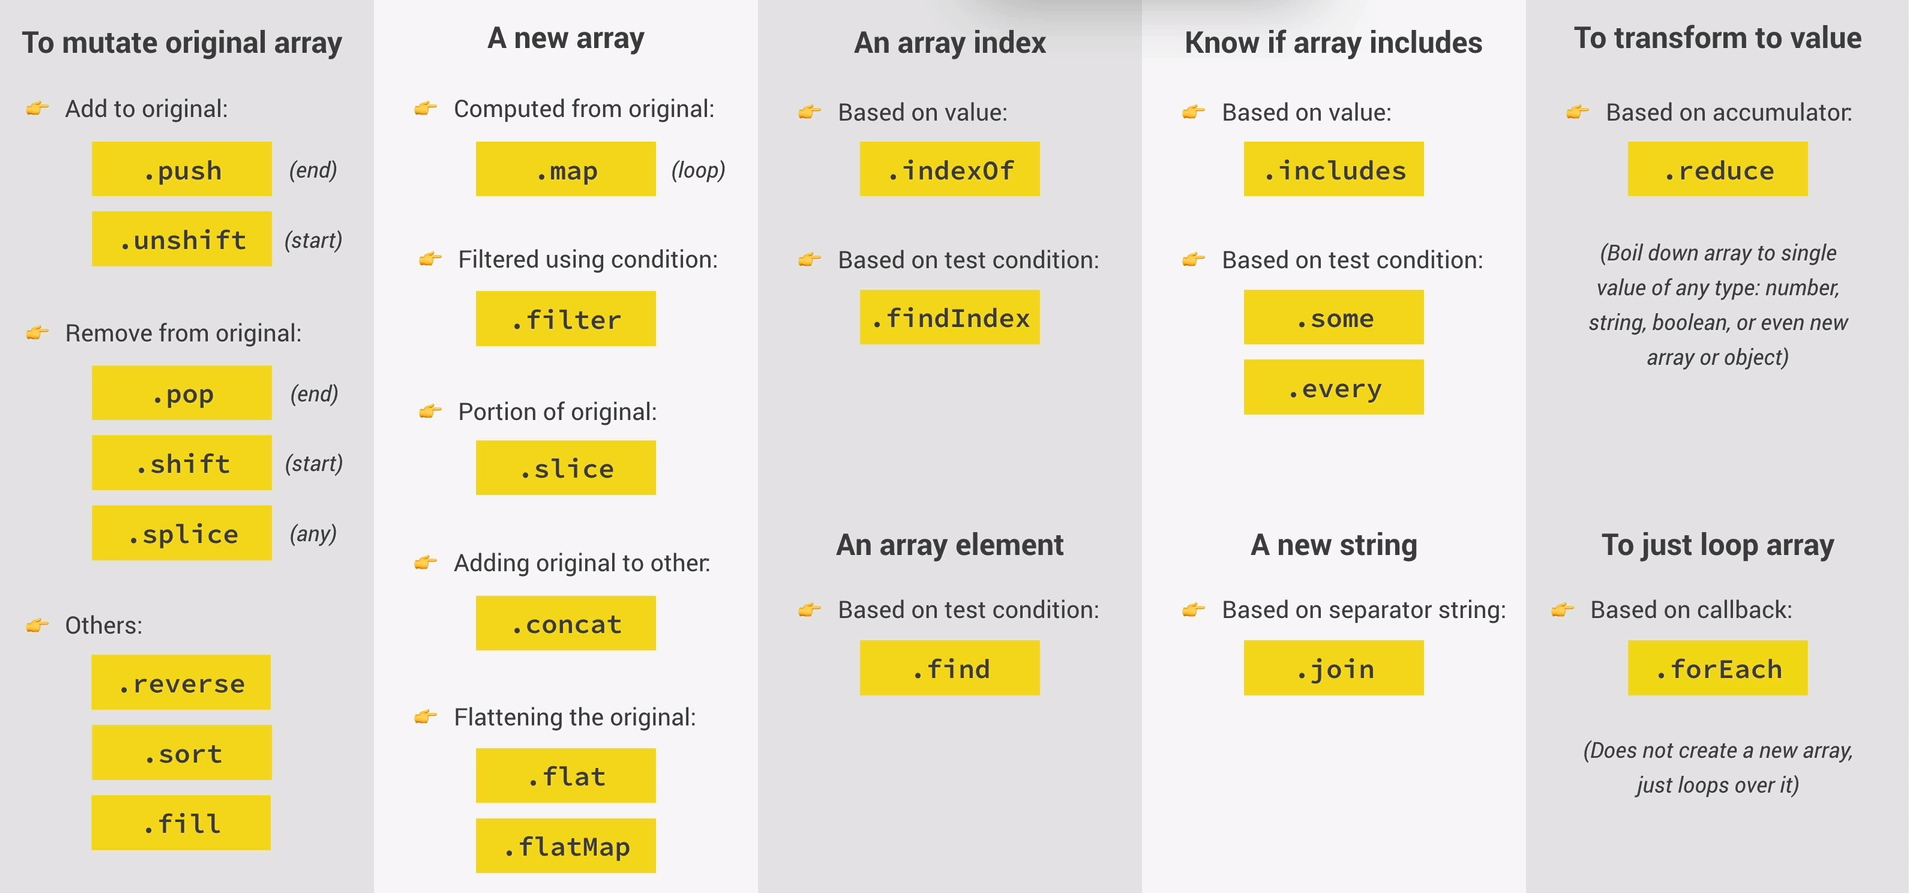 To mutate original array
Add to original:
.push (end)
.unshift (start)
Remove from original:
.pop (end)
.shift (start)
.splice (any)
Others:
.reverse
.sort
.fill
A new array
Computed from original:
.map (loop)
Filtered using condition:
.filter
Portion of original:
.slice
Adding original to other:
.concat
Flattening the original:
.flat
.flatMap
An array index
Based on value:
.indexOf
Based on test condition:
.findIndex
An array element
Based on test condition:
.find
Know if array includes
Based on value:
.includes
Based on test condition:
.some
.every
A new string
Based on separator string:
.join
To transform to value
Based on accumulator:
.reduce
(Boil down array to single
value of any type: number,
string, boolean, or even new
array or object)
To just loop array
Based on callback:
.forEach
(Does not create a new array,
just loops over it)